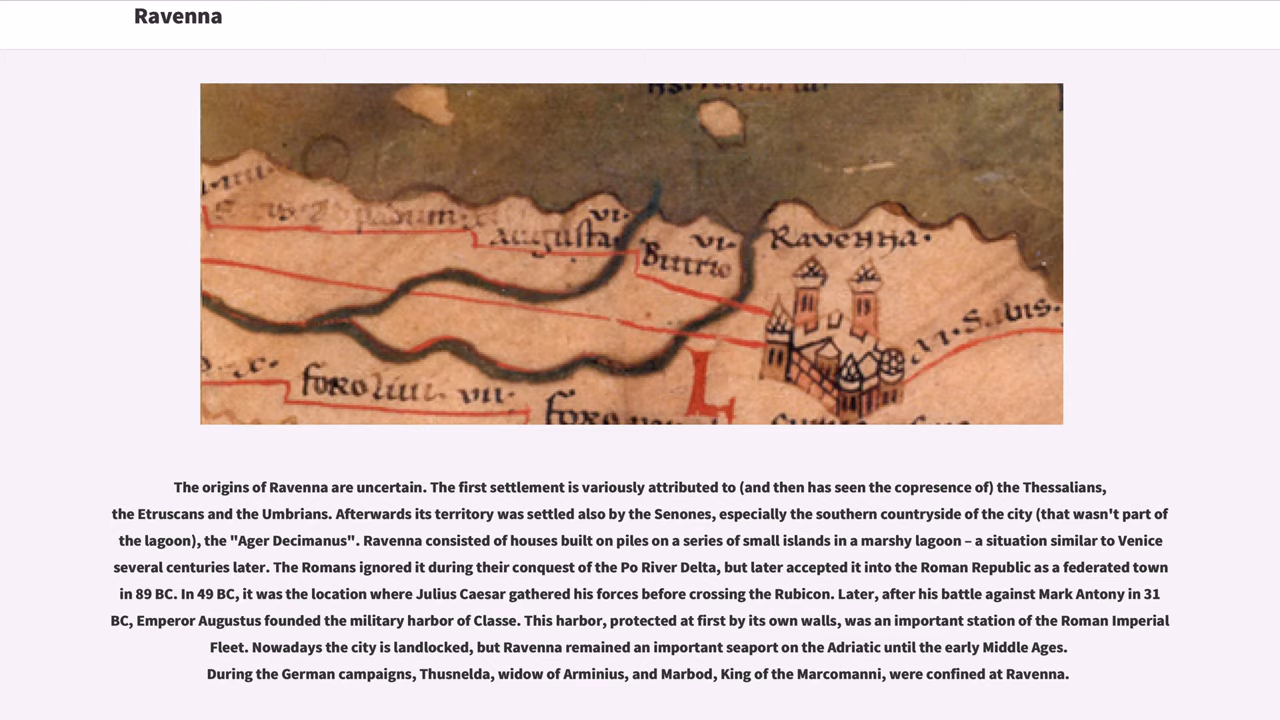 Ravenna
Augusta
vi.
Butrio
vi.
Ravenna.
foro
vii.
foro
The origins of Ravenna are uncertain. The first settlement is variously attributed to (and then has seen the copresence of) the Thessalians,
the Etruscans and the Umbrians. Afterwards its territory was settled also by the Senones, especially the southern countryside of the city (that wasn't part of
the lagoon), the "Ager Decimanus". Ravenna consisted of houses built on piles on a series of small islands in a marshy lagoon – a situation similar to Venice
several centuries later. The Romans ignored it during their conquest of the Po River Delta, but later accepted it into the Roman Republic as a federated town
in 89 BC. In 49 BC, it was the location where Julius Caesar gathered his forces before crossing the Rubicon. Later, after his battle against Mark Antony in 31
BC, Emperor Augustus founded the military harbor of Classe. This harbor, protected at first by its own walls, was an important station of the Roman Imperial
Fleet. Nowadays the city is landlocked, but Ravenna remained an important seaport on the Adriatic until the early Middle Ages.
During the German campaigns, Thusnelda, widow of Arminius, and Marbod, King of the Marcomanni, were confined at Ravenna.